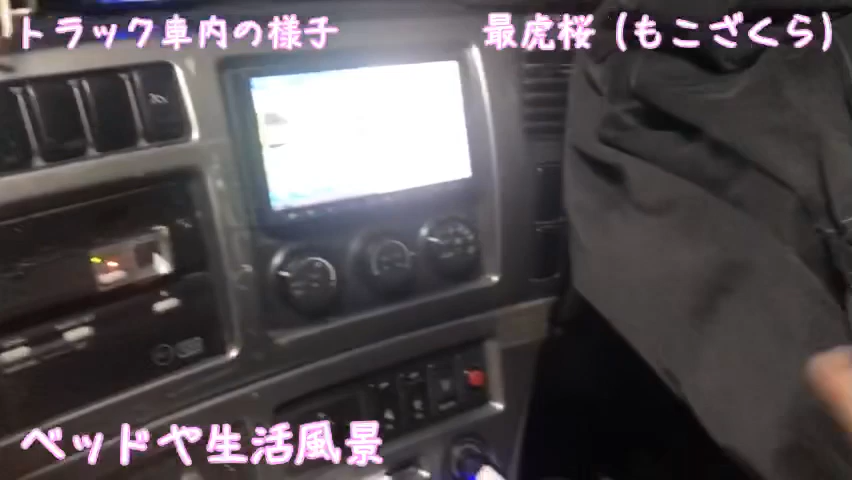 トラック車内の様子
最虎桜（もこざくら）
ベッドや生活風景